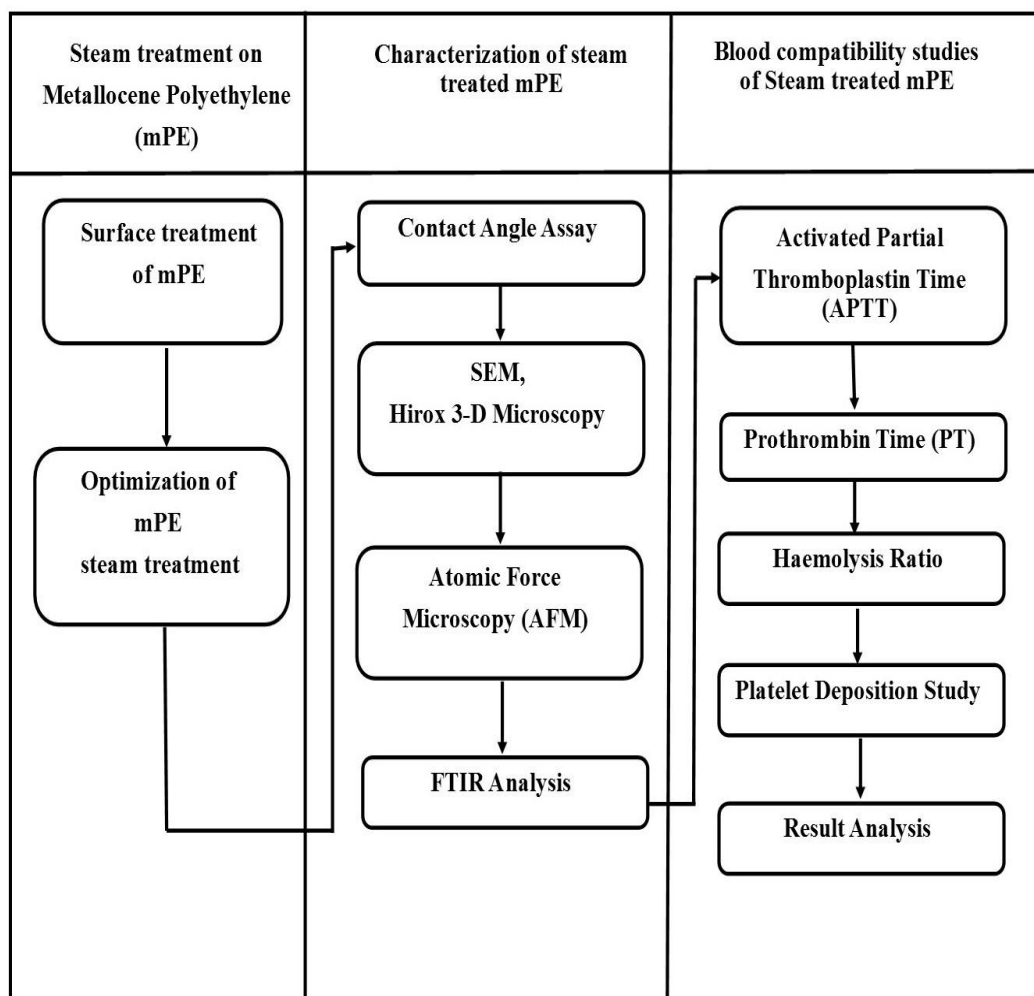 Steam treatment on
Metallocene Polyethylene
(mPE)
Characterization of steam
treated mPE
Blood compatibility studies
of Steam treated mPE
Surface treatment
of mPE
Optimization of
mPE
steam treatment
Contact Angle Assay
SEM,
Hirox 3-D Microscopy
Atomic Force
Microscopy (AFM)
FTIR Analysis
Activated Partial
Thromboplastin Time
(APTT)
Prothrombin Time (PT)
Haemolysis Ratio
Platelet Deposition Study
Result Analysis